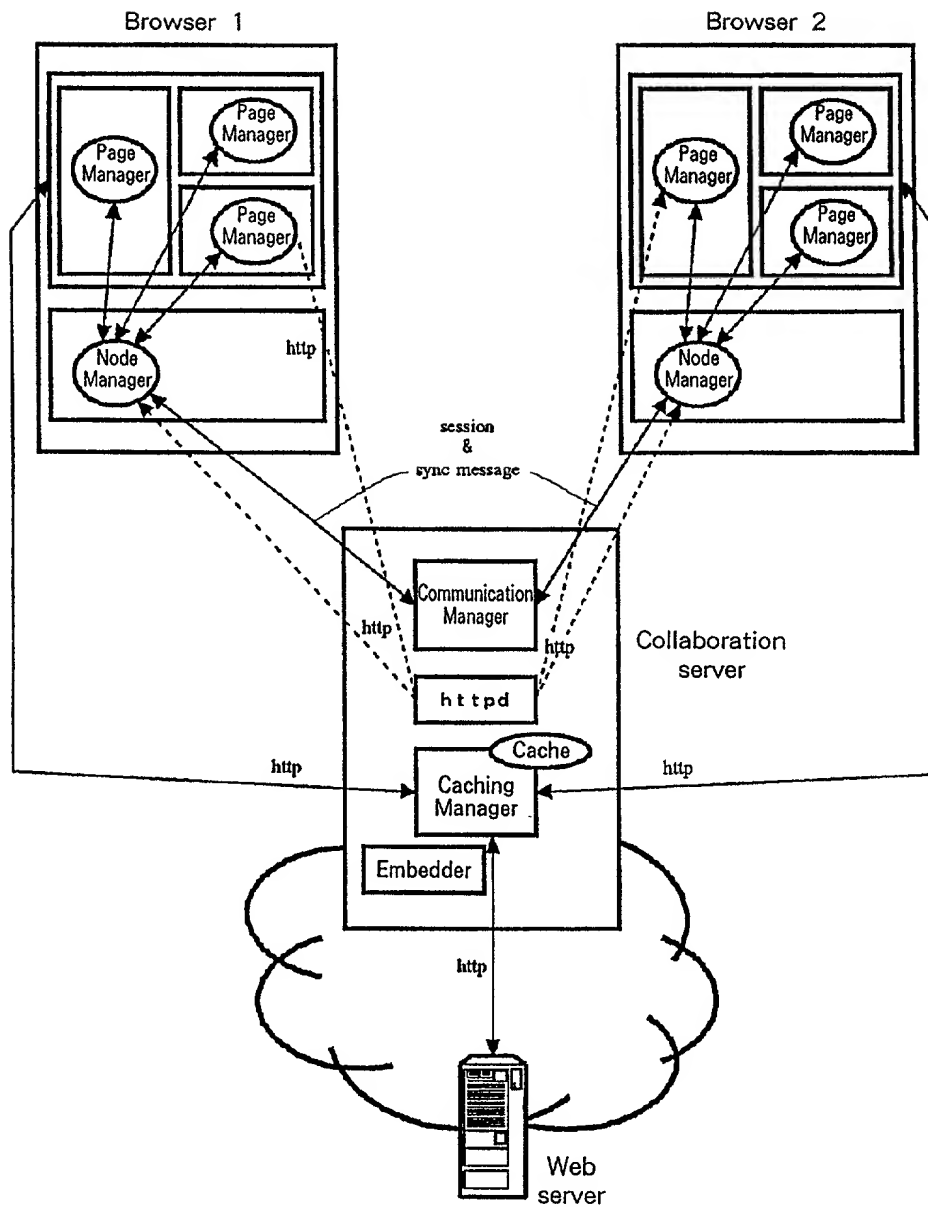 Browser 1
Browser 2
Page
Manager
Page
Manager
Page
Manager
Page
Manager
Page
Manager
Page
Manager
Node
Manager
http
Node
Manager
session
&
sync message
Communication
Manager
http
http
Collaboration
server
httpd
Cache
http
Caching
Manager
http
Embedder
http
Web
server